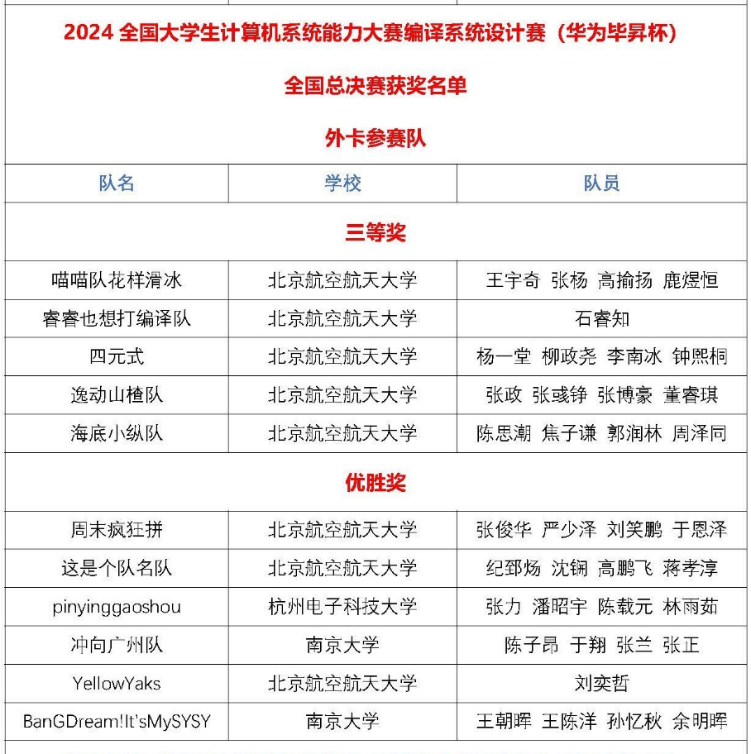 2024 全国大学生计算机系统能力大赛编译系统设计赛（华为毕昇杯）
全国总决赛获奖名单
外卡参赛队
队名 学校 队员
三等奖
喵喵队花样滑冰 北京航空航天大学 王宇奇 张杨 高揄扬 鹿煜恒
睿睿也想打编译队 北京航空航天大学 石睿知
四元式 北京航空航天大学 杨一堂 柳政尧 李南冰 钟熙桐
逸动山楂队 北京航空航天大学 张政 张彧铮 张博豪 董睿琪
海底小纵队 北京航空航天大学 陈思潮 焦子谦 郭润林 周泽同
优胜奖
周末疯狂拼 北京航空航天大学 张俊华 严少泽 刘笑鹏 于恩泽
这是个队名队 北京航空航天大学 纪郅炀 沈锎 高鹏飞 蒋孝淳
pinyinggaoshou 杭州电子科技大学 张力 潘昭宇 陈载元 林雨茹
冲向广州队 南京大学 陈子昂 于翔 张兰 张正
YellowYaks 北京航空航天大学 刘奕哲
BanGDream!It'sMySYSY 南京大学 王朝晖 王陈洋 孙忆秋 余明晖